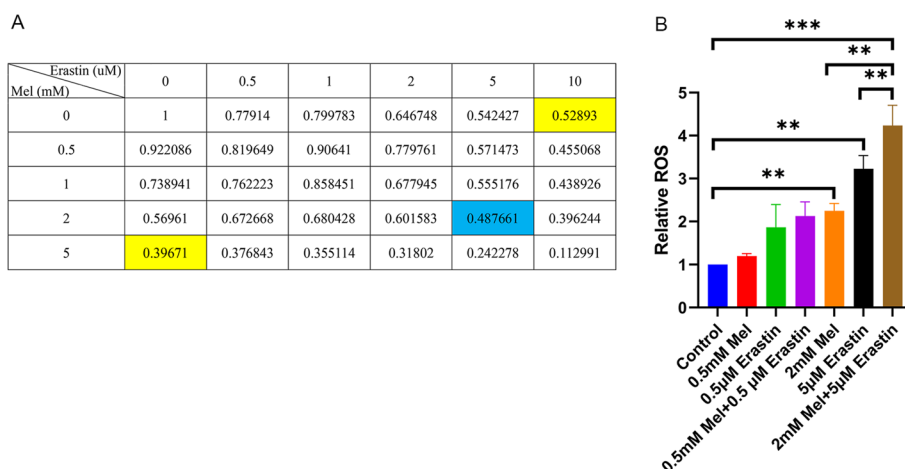 A
Erastin (uM)
Mel (mM)
0 0.5 1 2 5 10
0 1 0.77914 0.799783 0.646748 0.542427 0.52893
0.5 0.922086 0.819649 0.90641 0.779761 0.571473 0.455068
1 0.738941 0.762223 0.858451 0.677945 0.555176 0.438926
2 0.56961 0.672668 0.680428 0.601583 0.487661 0.396244
5 0.39671 0.376843 0.355114 0.31802 0.242278 0.112991
B
***
**
**
**
**
Relative ROS
5
4
3
2
1
0
Control
0.5mM Mel
0.5μM Erastin
0.5mM Mel+0.5 μM Erastin
2mM Mel
5μM Erastin
2mM Mel+5μM Erastin